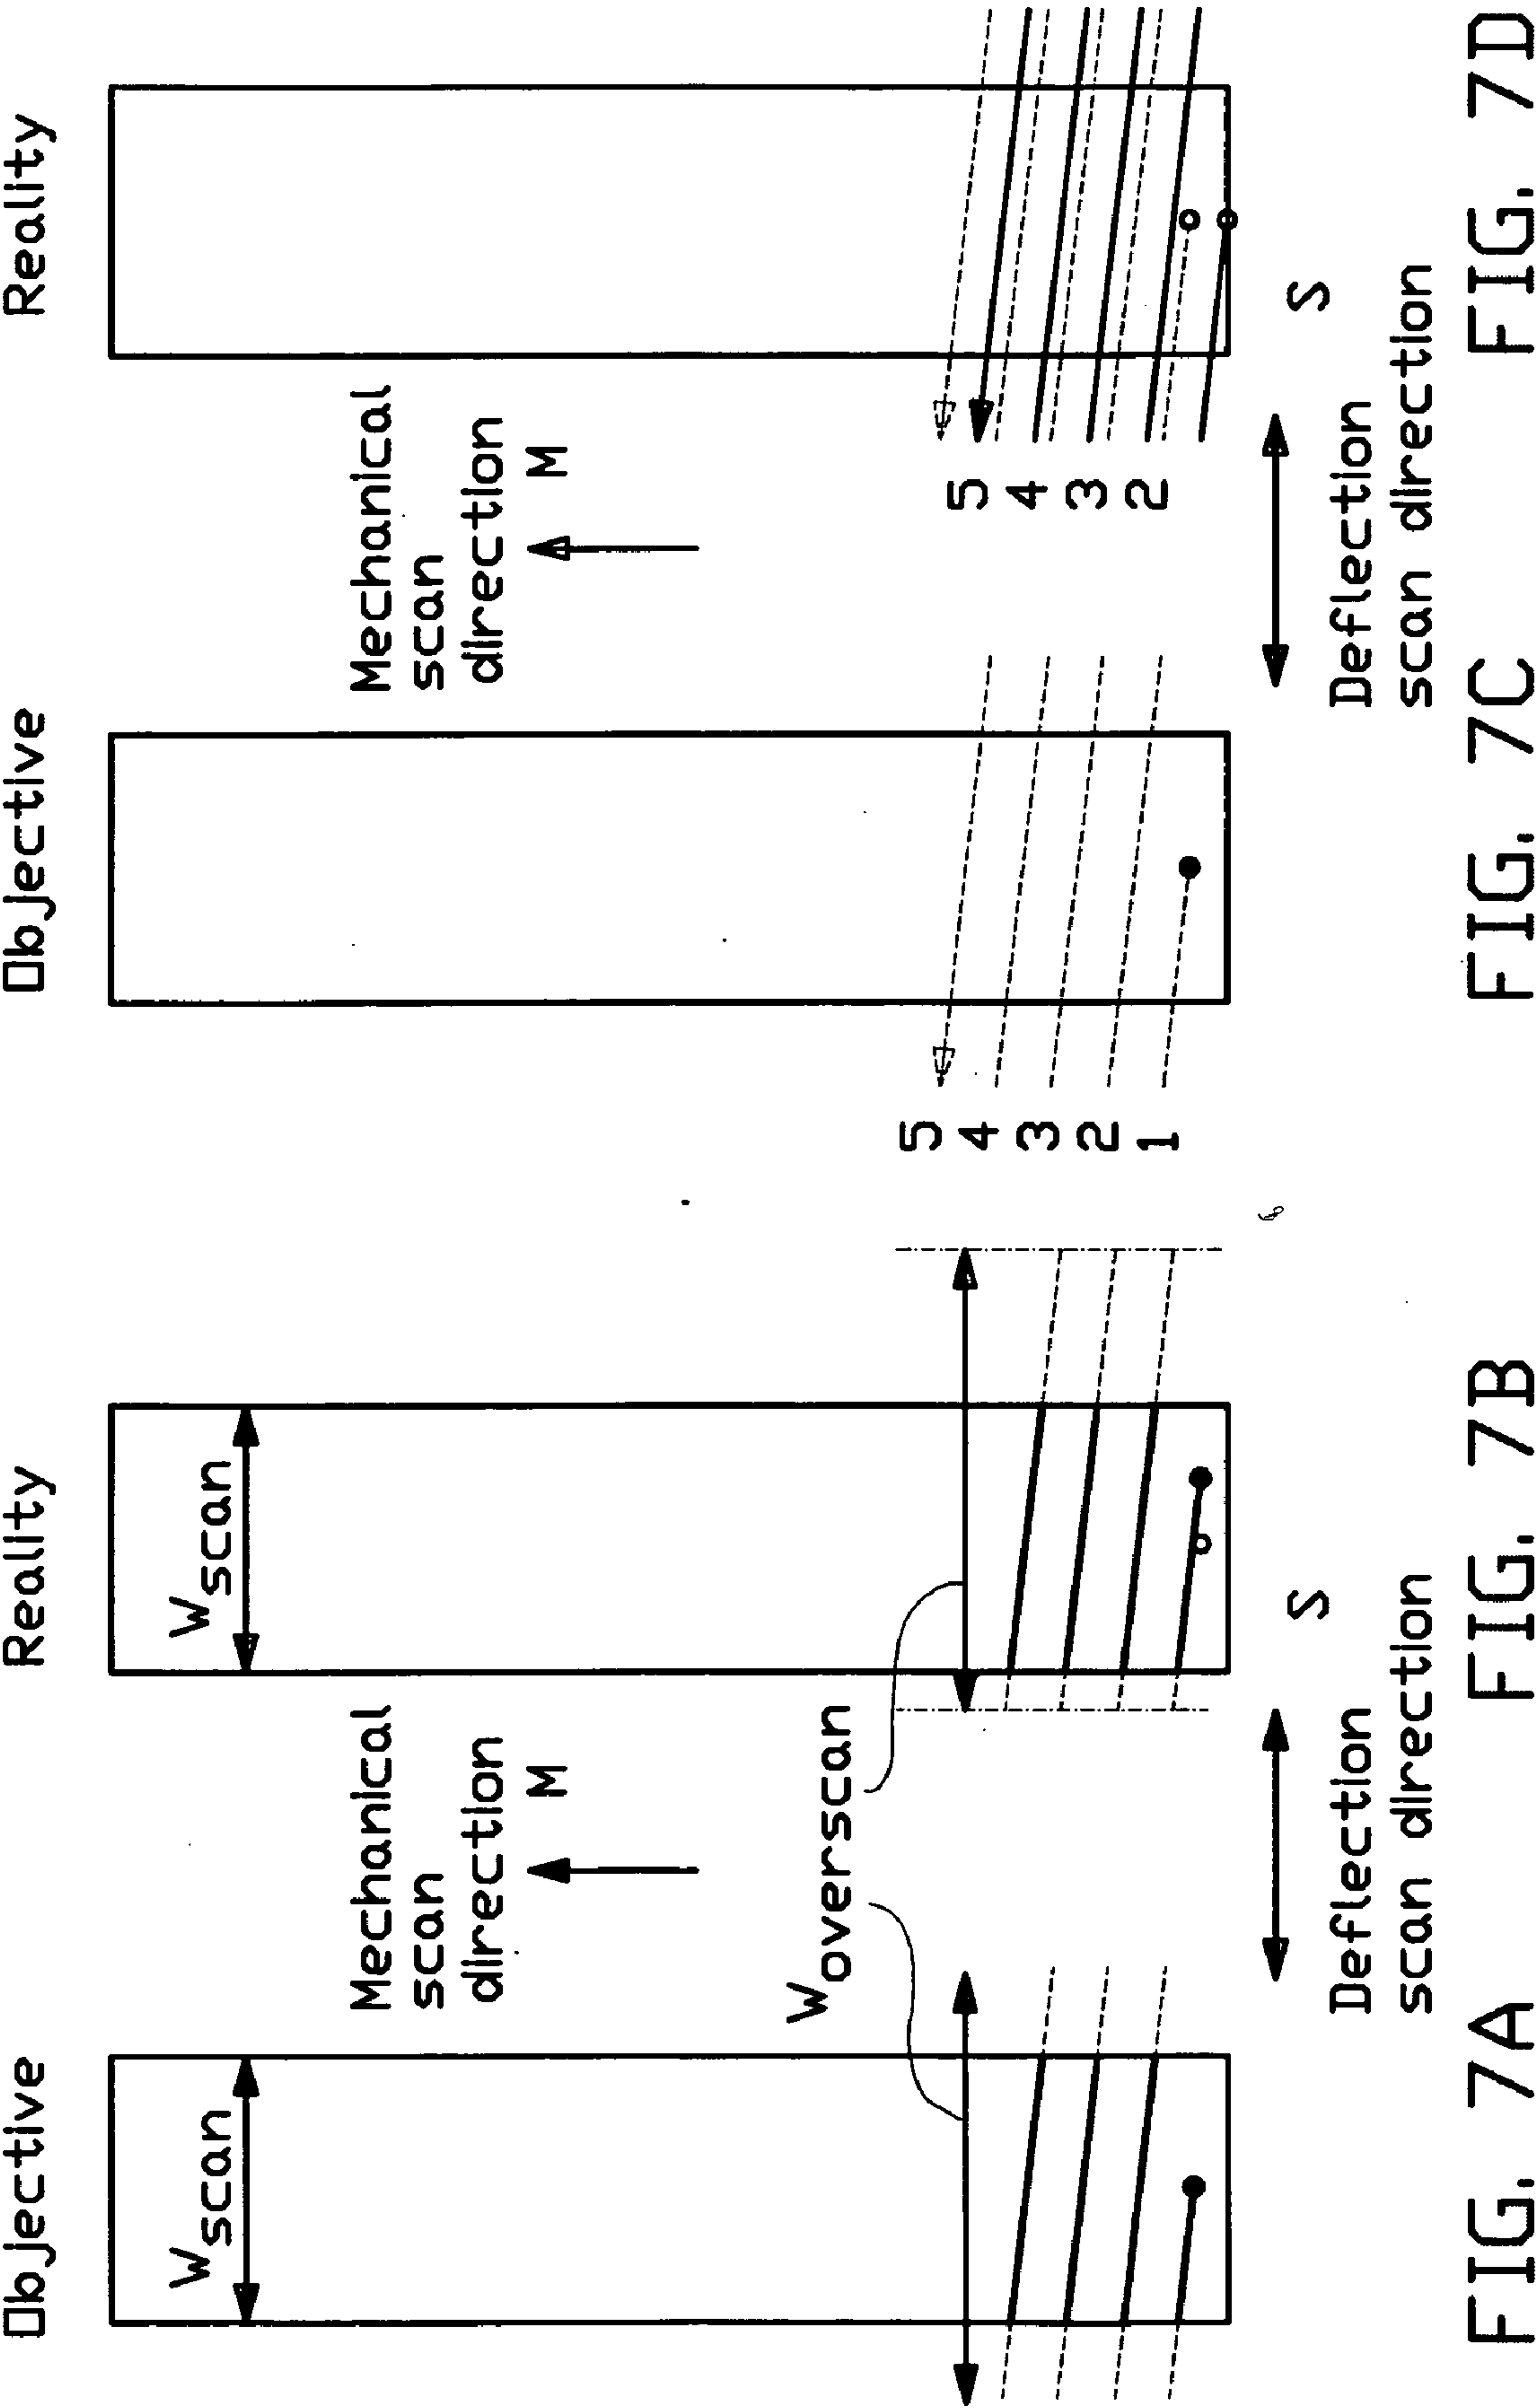 Objective
Reality
Objective
Reality
Wscan
Wscan
Mechanical
scan
direction
M
Mechanical
scan
direction
M
Woverscan
5
4
3
2
1
5
4
3
2
S
Deflection
scan direction
S
Deflection
scan direction
FIG. 7A
FIG. 7B
FIG. 7C
FIG. 7D